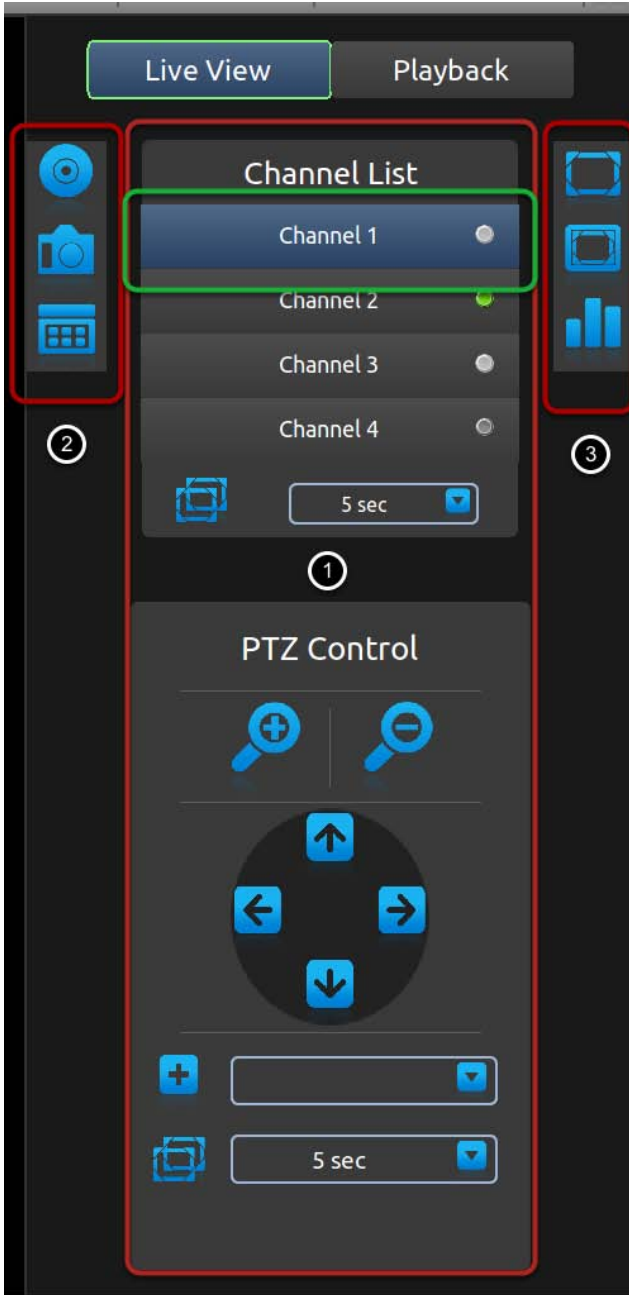 Live View
Playback
Channel List
Channel 1
Channel 2
2
Channel 3
Channel 4
3
5 sec
1
PTZ Control
5 sec